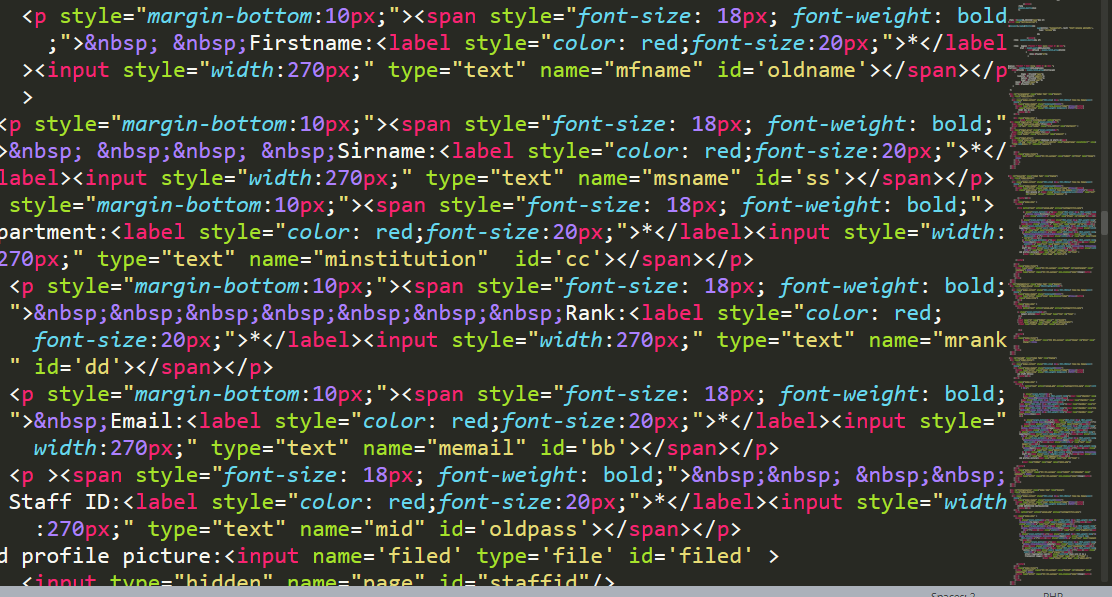 <p style="margin-bottom:10px;"><span style="font-size: 18px; font-weight: bold
;">&nbsp; &nbsp;Firstname:<label style="color: red;font-size:20px;">*</label
><input style="width:270px;" type="text" name="mfname" id='oldname'></span></p
>
<p style="margin-bottom:10px;"><span style="font-size: 18px; font-weight: bold;"
>&nbsp; &nbsp;&nbsp; &nbsp;Sirname:<label style="color: red;font-size:20px;">*</
label><input style="width:270px;" type="text" name="msname" id='ss'></span></p>
style="margin-bottom:10px;"><span style="font-size: 18px; font-weight: bold;">
partment:<label style="color: red;font-size:20px;">*</label><input style="width:
270px;" type="text" name="minstitution"  id='cc'></span></p>
<p style="margin-bottom:10px;"><span style="font-size: 18px; font-weight: bold;
">&nbsp;&nbsp;&nbsp;&nbsp;&nbsp;&nbsp;&nbsp;Rank:<label style="color: red;
font-size:20px;">*</label><input style="width:270px;" type="text" name="mrank
" id='dd'></span></p>
<p style="margin-bottom:10px;"><span style="font-size: 18px; font-weight: bold;
">&nbsp;Email:<label style="color: red;font-size:20px;">*</label><input style="
width:270px;" type="text" name="memail" id='bb'></span></p>
<p ><span style="font-size: 18px; font-weight: bold;">&nbsp;&nbsp; &nbsp;&nbsp;
Staff ID:<label style="color: red;font-size:20px;">*</label><input style="width
:270px;" type="text" name="mid" id='oldpass'></span></p>
d profile picture:<input name='filed' type='file' id='filed' >
<input type="hidden" name="page" id="staffid"/>
Spaces: 2 PHP